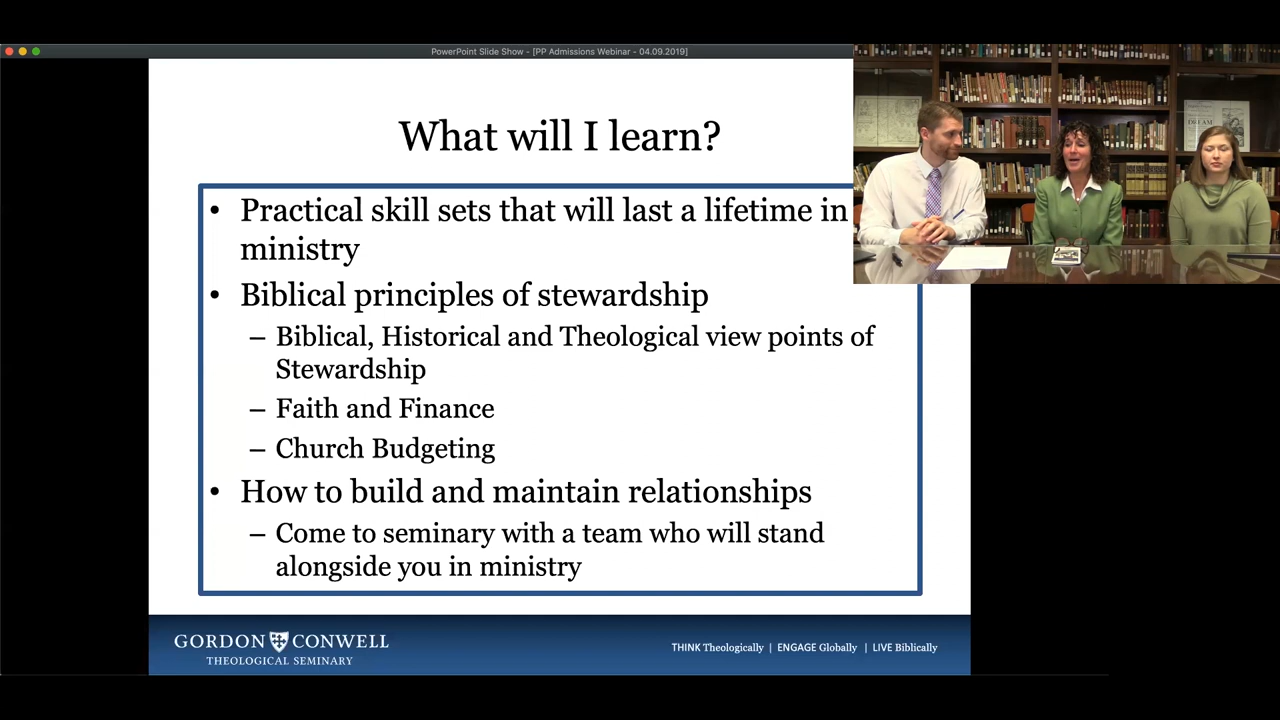 PowerPoint Slide Show - [PP Admissions Webinar - 04.09.2019]
What will I learn?
• Practical skill sets that will last a lifetime in
ministry
• Biblical principles of stewardship
– Biblical, Historical and Theological view points of
Stewardship
– Faith and Finance
– Church Budgeting
• How to build and maintain relationships
– Come to seminary with a team who will stand
alongside you in ministry
GORDON CONWELL
THEOLOGICAL SEMINARY
THINK Theologically | ENGAGE Globally | LIVE Biblically